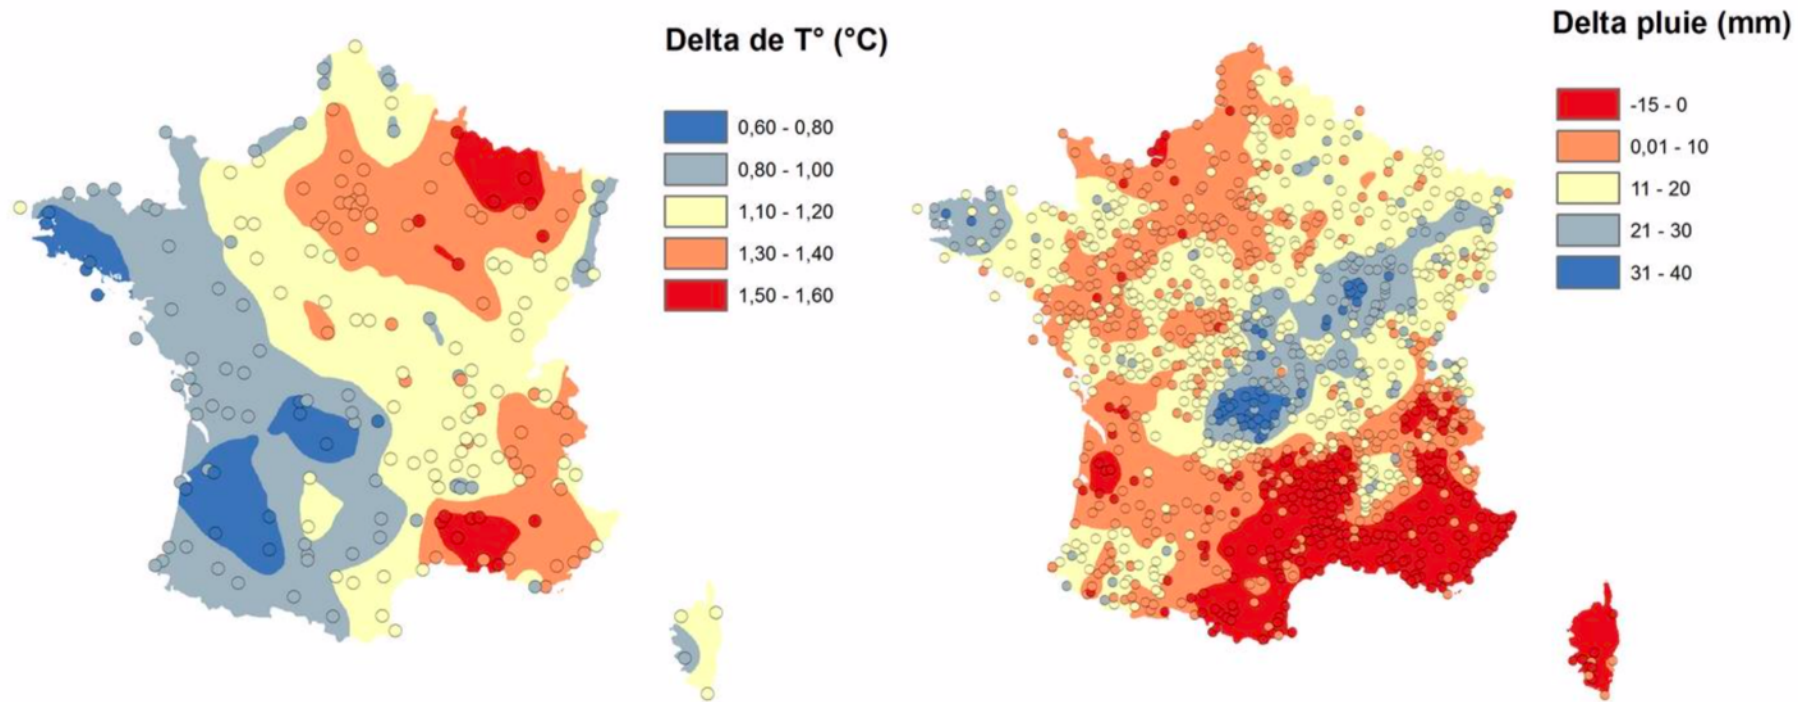 Delta de T° (°C)
0,60 - 0,80
0,80 - 1,00
1,10 - 1,20
1,30 - 1,40
1,50 - 1,60
Delta pluie (mm)
-15 - 0
0,01 - 10
11 - 20
21 - 30
31 - 40